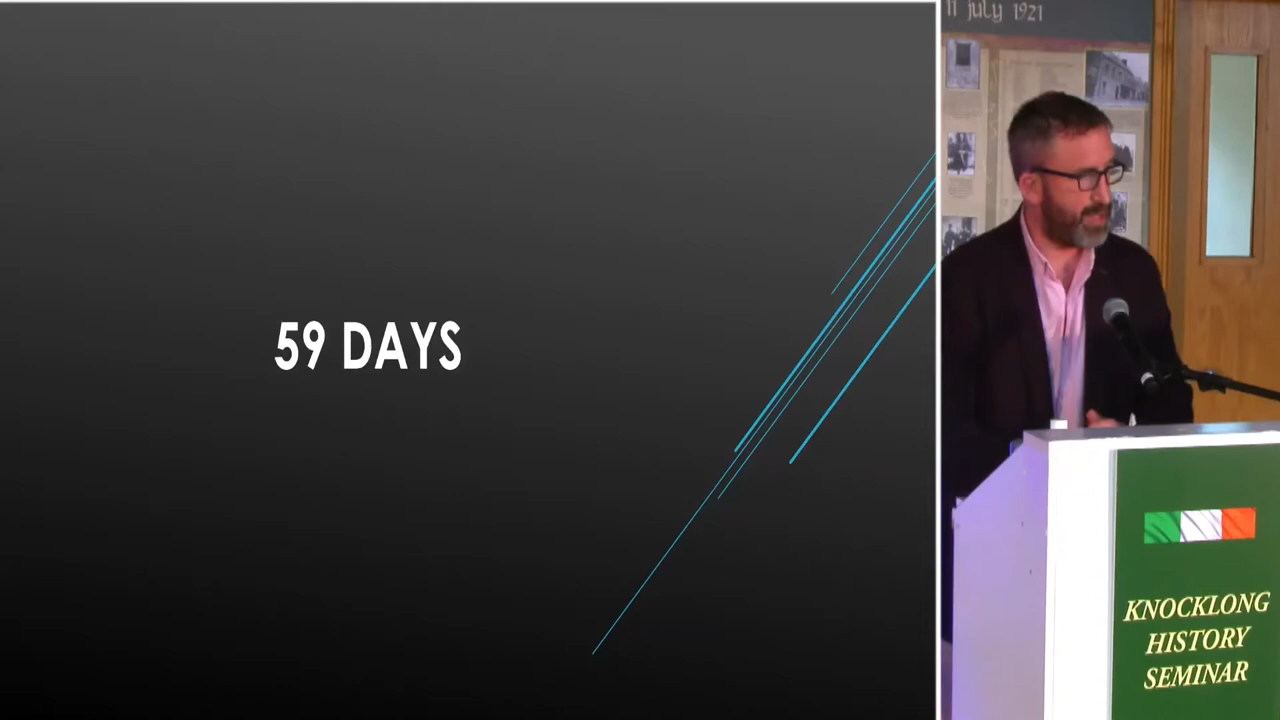 59 DAYS
11 July 1921
KNOCKLONG
HISTORY
SEMINAR